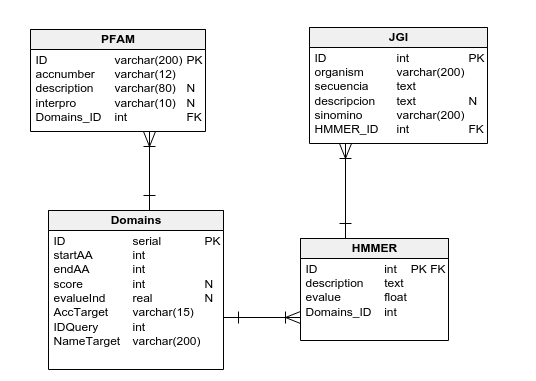 PFAM
ID varchar(200) PK
accnumber varchar(12)
description varchar(80) N
interpro varchar(10) N
Domains_ID int FK
JGI
ID int PK
organism varchar(200)
secuencia text
descripcion text N
sinomino varchar(200)
HMMER_ID int FK
Domains
ID serial PK
startAA int
endAA int
score int N
evalueInd real N
AccTarget varchar(15)
IDQuery int
NameTarget varchar(200)
HMMER
ID int PK FK
description text
evalue float
Domains_ID int